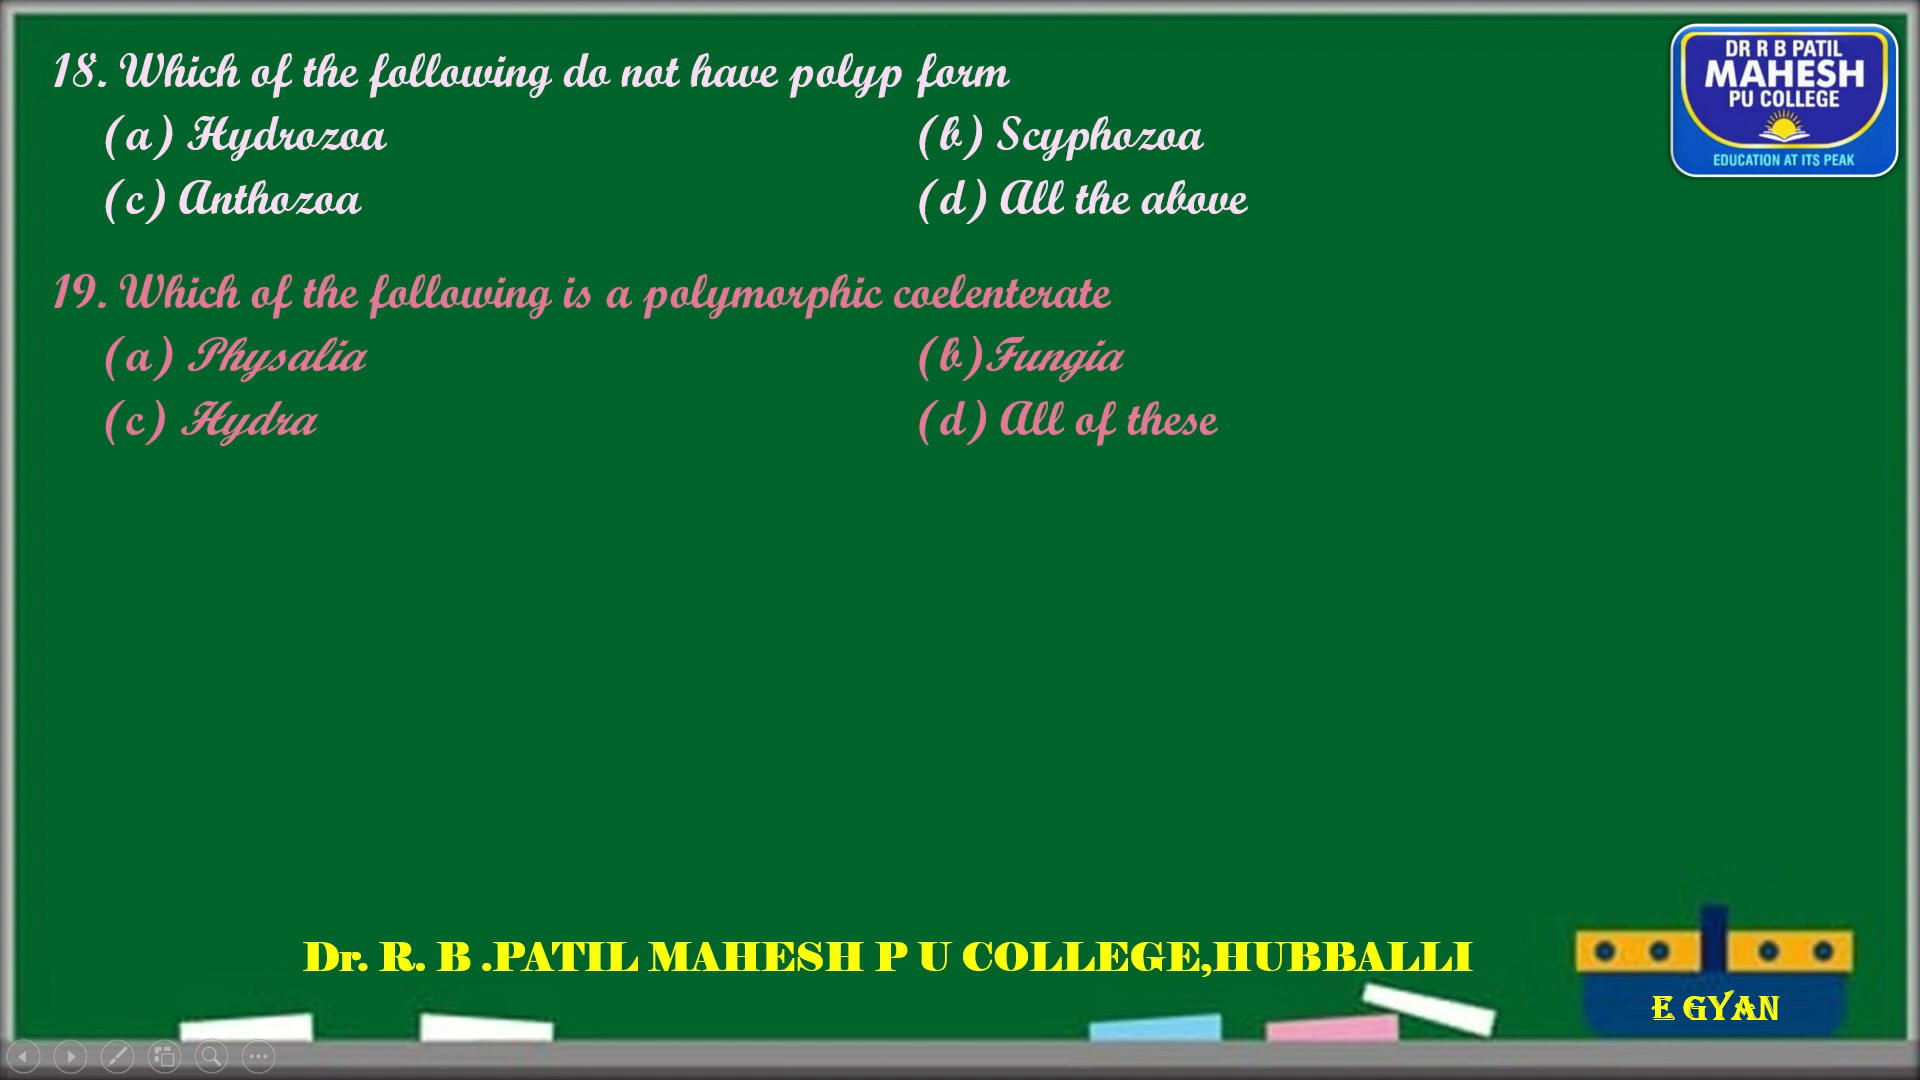 18. Which of the following do not have polyp form
(a) Hydrozoa (b) Scyphozoa
(c) Anthozoa (d) All the above
19. Which of the following is a polymorphic coelenterate
(a) Physalia (b)Fungia
(c) Hydra (d) All of these
DR R B PATIL
MAHESH
PU COLLEGE
EDUCATION AT ITS PEAK
Dr. R. B .PATIL MAHESH P U COLLEGE,HUBBALLI
E GYAN